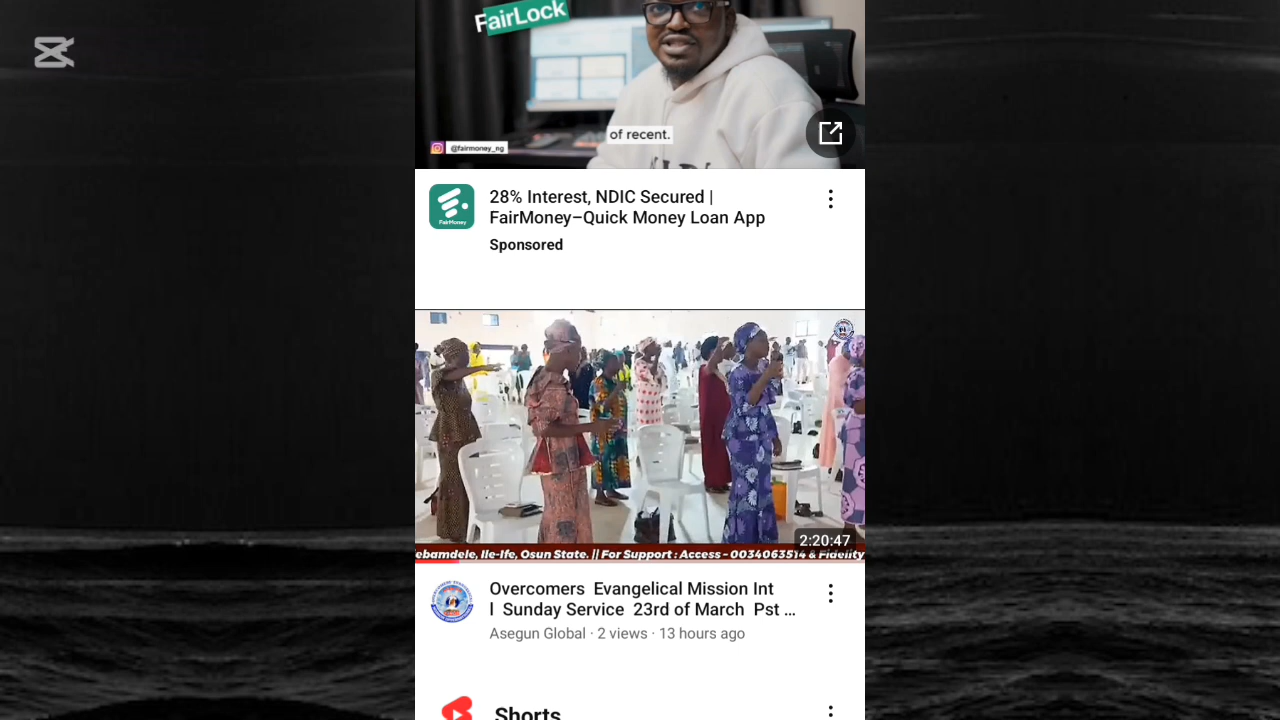 FairLock
of recent.
@fairmoney_ng
FairMoney
28% Interest, NDIC Secured |
FairMoney–Quick Money Loan App
Sponsored
2:20:47
ebamdele, Ile-Ife, Osun State. || For Support : Access - 0034063514 & Fidelity
Overcomers Evangelical Mission Int
l Sunday Service 23rd of March Pst ...
Asegun Global · 2 views · 13 hours ago
Shorts